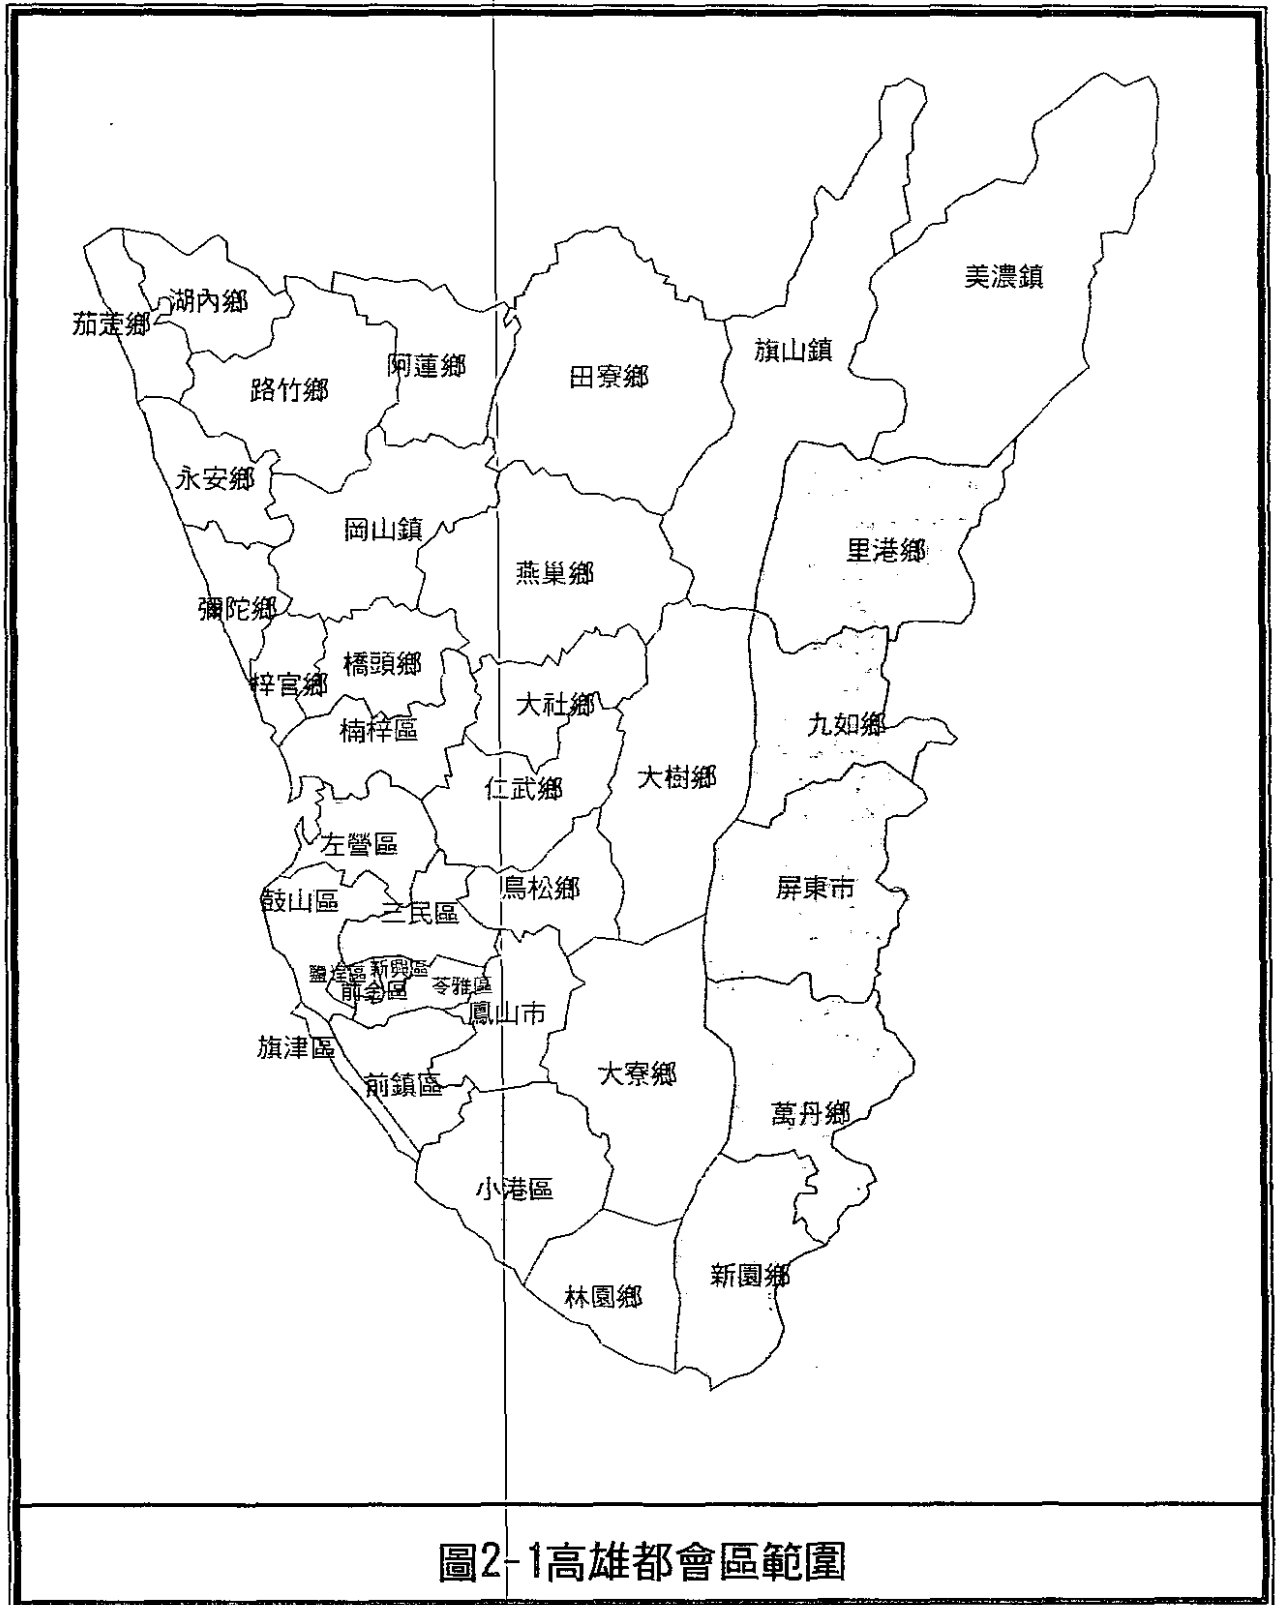 美濃鎮
湖內鄉
茄萣鄉
旗山鎮
阿蓮鄉
田寮鄉
路竹鄉
永安鄉
岡山鎮
里港鄉
燕巢鄉
彌陀鄉
橋頭鄉
梓官鄉
大社鄉
九如鄉
楠梓區
大樹鄉
仁武鄉
左營區
鳥松鄉
屏東市
鼓山區
三民區
鹽埕區
新興區
前金區
苓雅區
鳳山市
旗津區
大寮鄉
前鎮區
萬丹鄉
小港區
新園鄉
林園鄉
圖2-1高雄都會區範圍